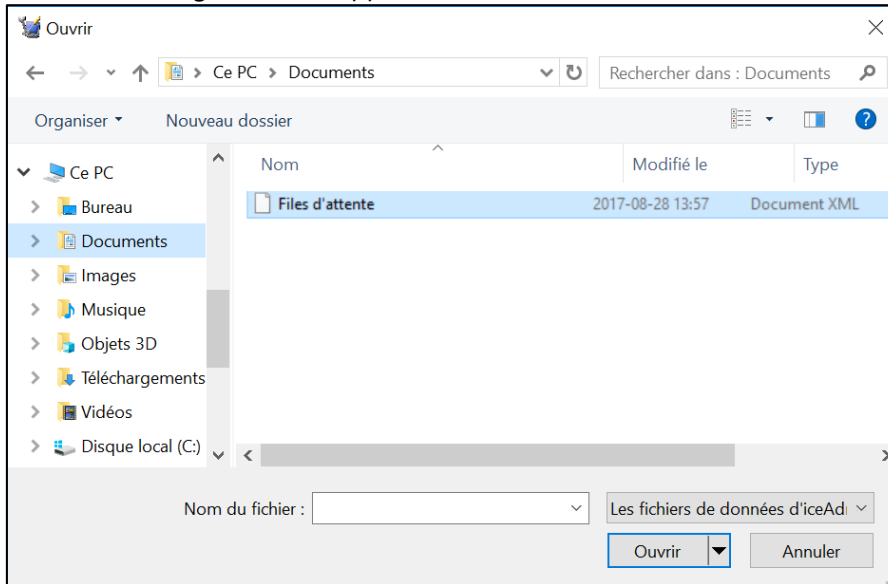 Ouvrir
Ce PC > Documents
Rechercher dans : Documents
Organiser
Nouveau dossier
Nom
Modifié le
Type
Files d'attente
2017-08-28 13:57
Document XML
Ce PC
Bureau
Documents
Images
Musique
Objets 3D
Téléchargements
Vidéos
Disque local (C:)
Nom du fichier :
Les fichiers de données d'iceAd
Ouvrir
Annuler